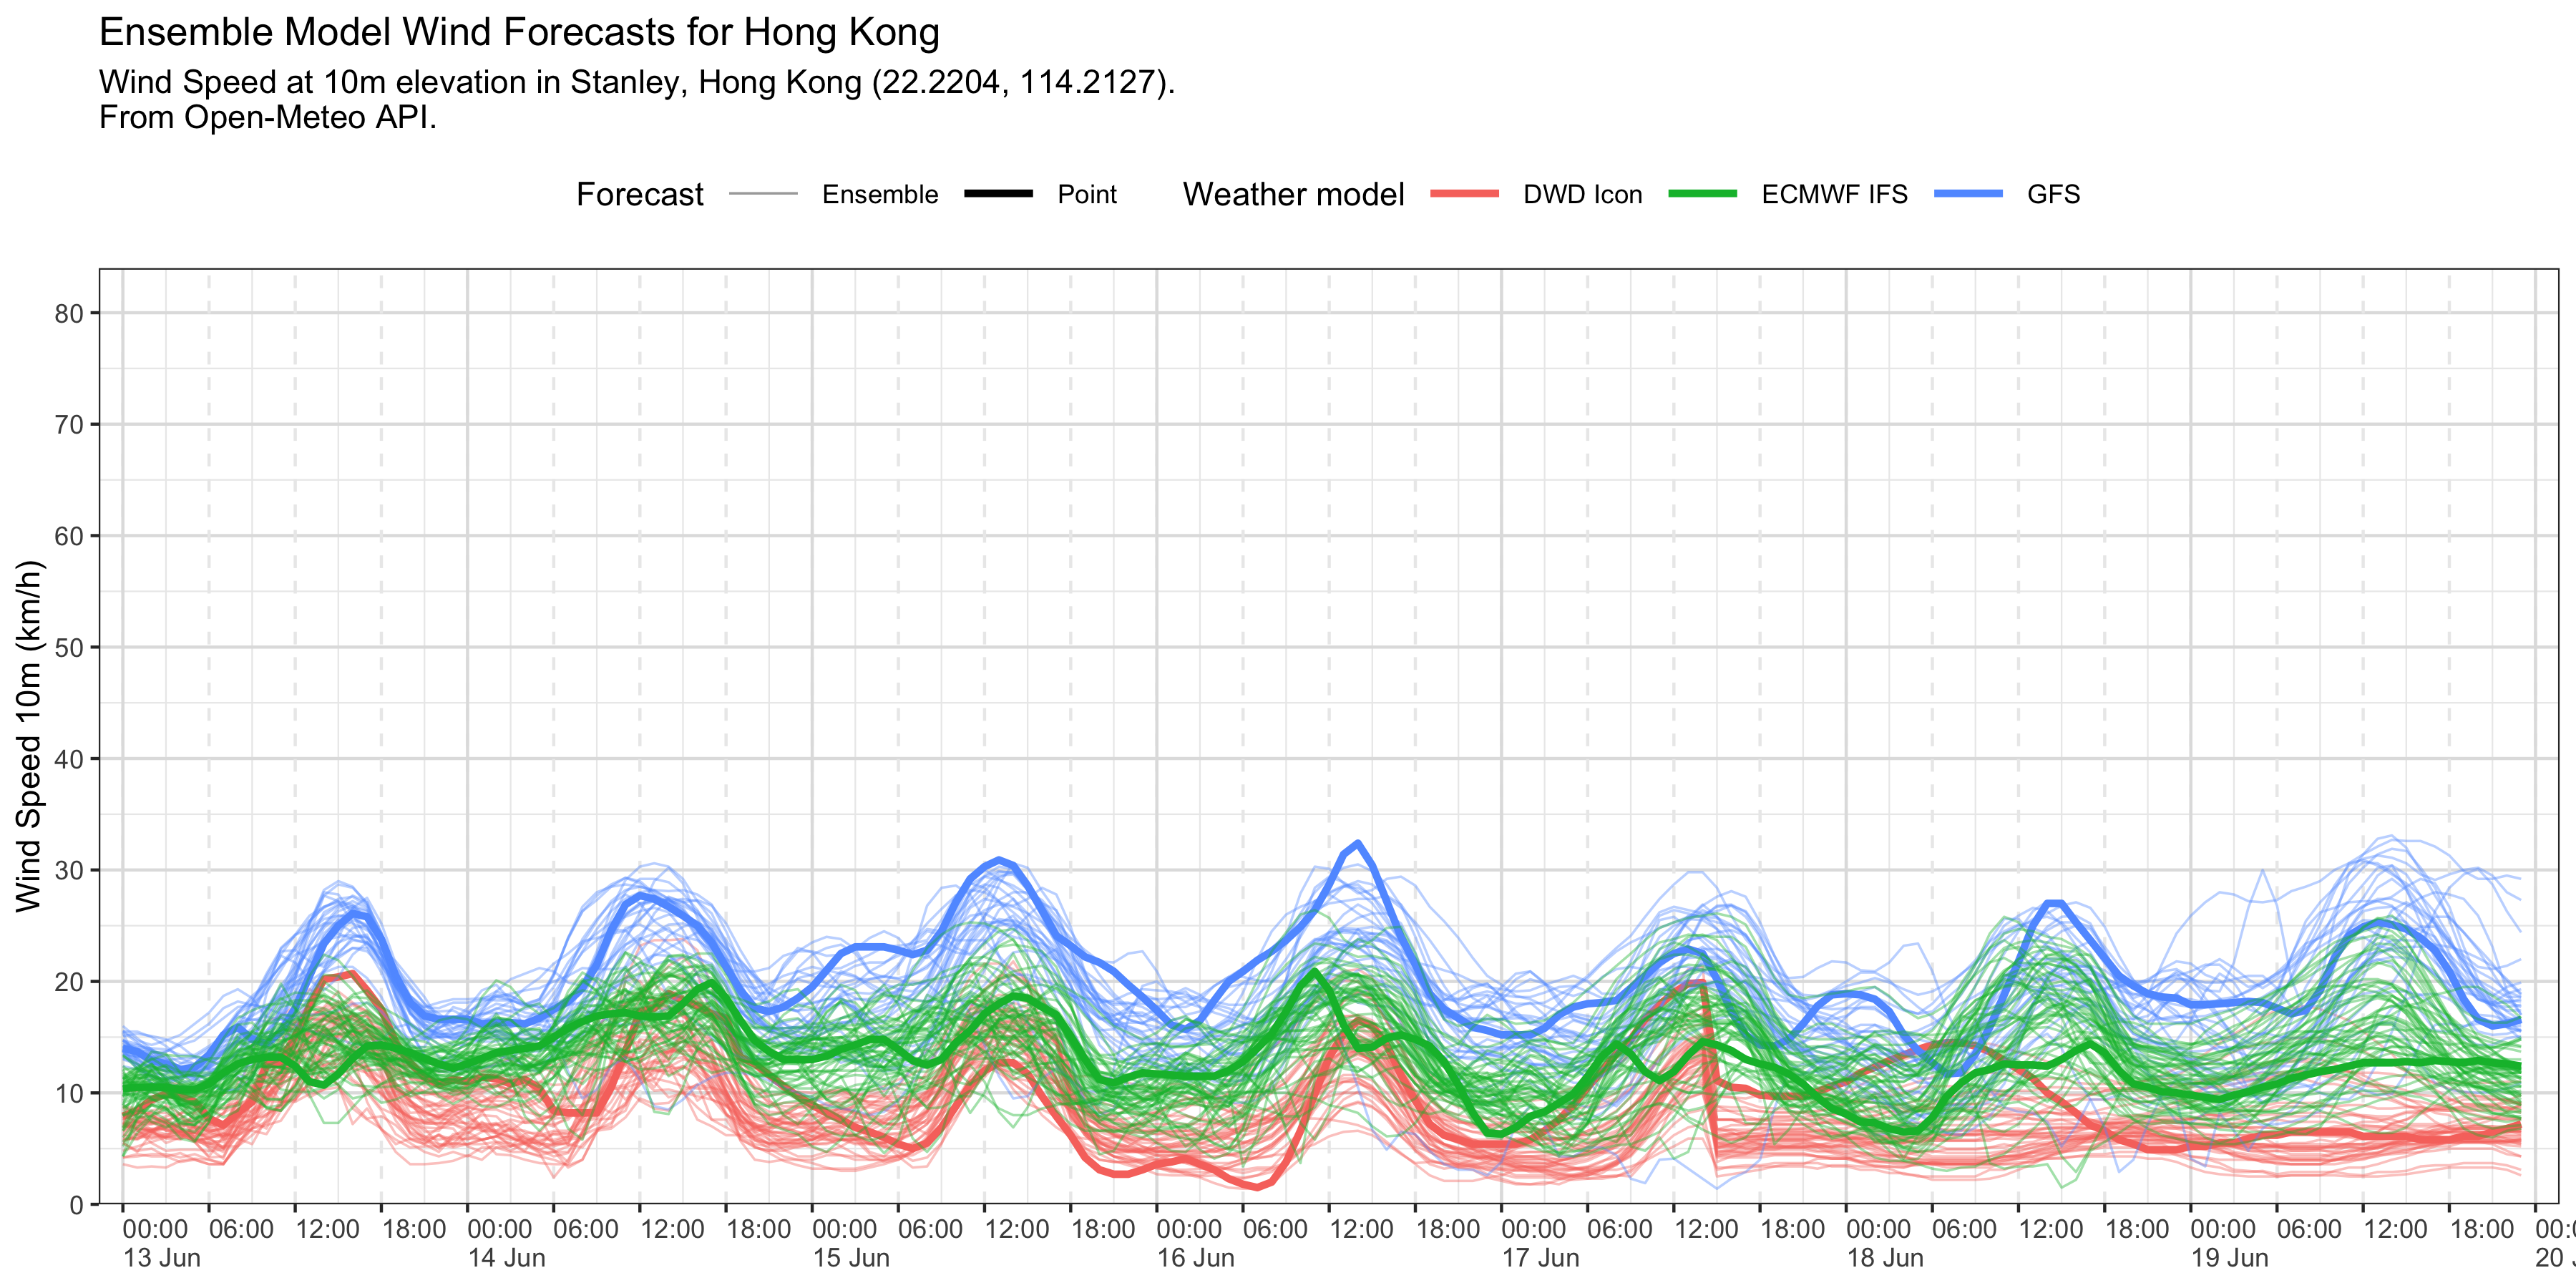 Ensemble Model Wind Forecasts for Hong Kong
Wind Speed at 10m elevation in Stanley, Hong Kong (22.2204, 114.2127).
From Open-Meteo API.
Forecast Ensemble Point Weather model DWD Icon ECMWF IFS GFS
Wind Speed 10m (km/h)
80
70
60
50
40
30
20
10
0
00:00 06:00 12:00 18:00 00:00 06:00 12:00 18:00 00:00 06:00 12:00 18:00 00:00 06:00 12:00 18:00 00:00 06:00 12:00 18:00 00:00 06:00 12:00 18:00 00:00 06:00 12:00 18:00
13 Jun 14 Jun 15 Jun 16 Jun 17 Jun 18 Jun 19 Jun 20